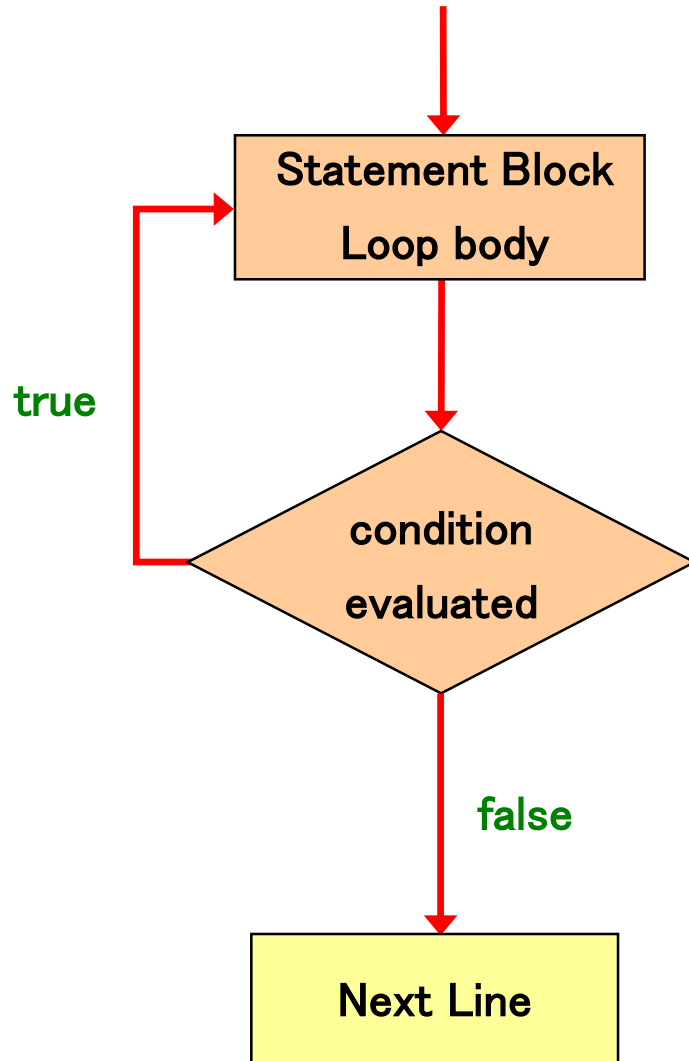 Statement Block
Loop body
true
condition
evaluated
false
Next Line